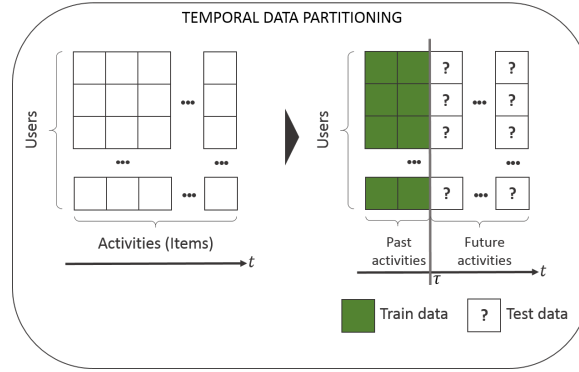 TEMPORAL DATA PARTITIONING
Users
...
...
...
...
Activities (Items)
t
Users
?
?
?
?
?
?
...
...
...
?
...
?
Past
activities
Future
activities
τ
t
Train data
?
Test data